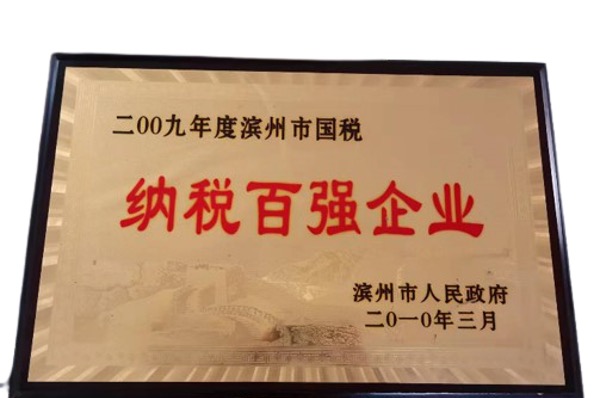 二00九年度滨州市国税
纳税百强企业
滨州市人民政府
二0一0年三月